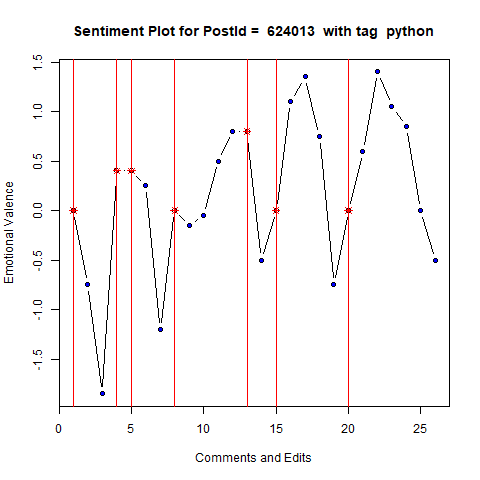 Sentiment Plot for PostId =  624013  with tag  python
Emotional Valence
1.5
1.0
0.5
0.0
-0.5
-1.0
-1.5
0 5 10 15 20 25
Comments and Edits